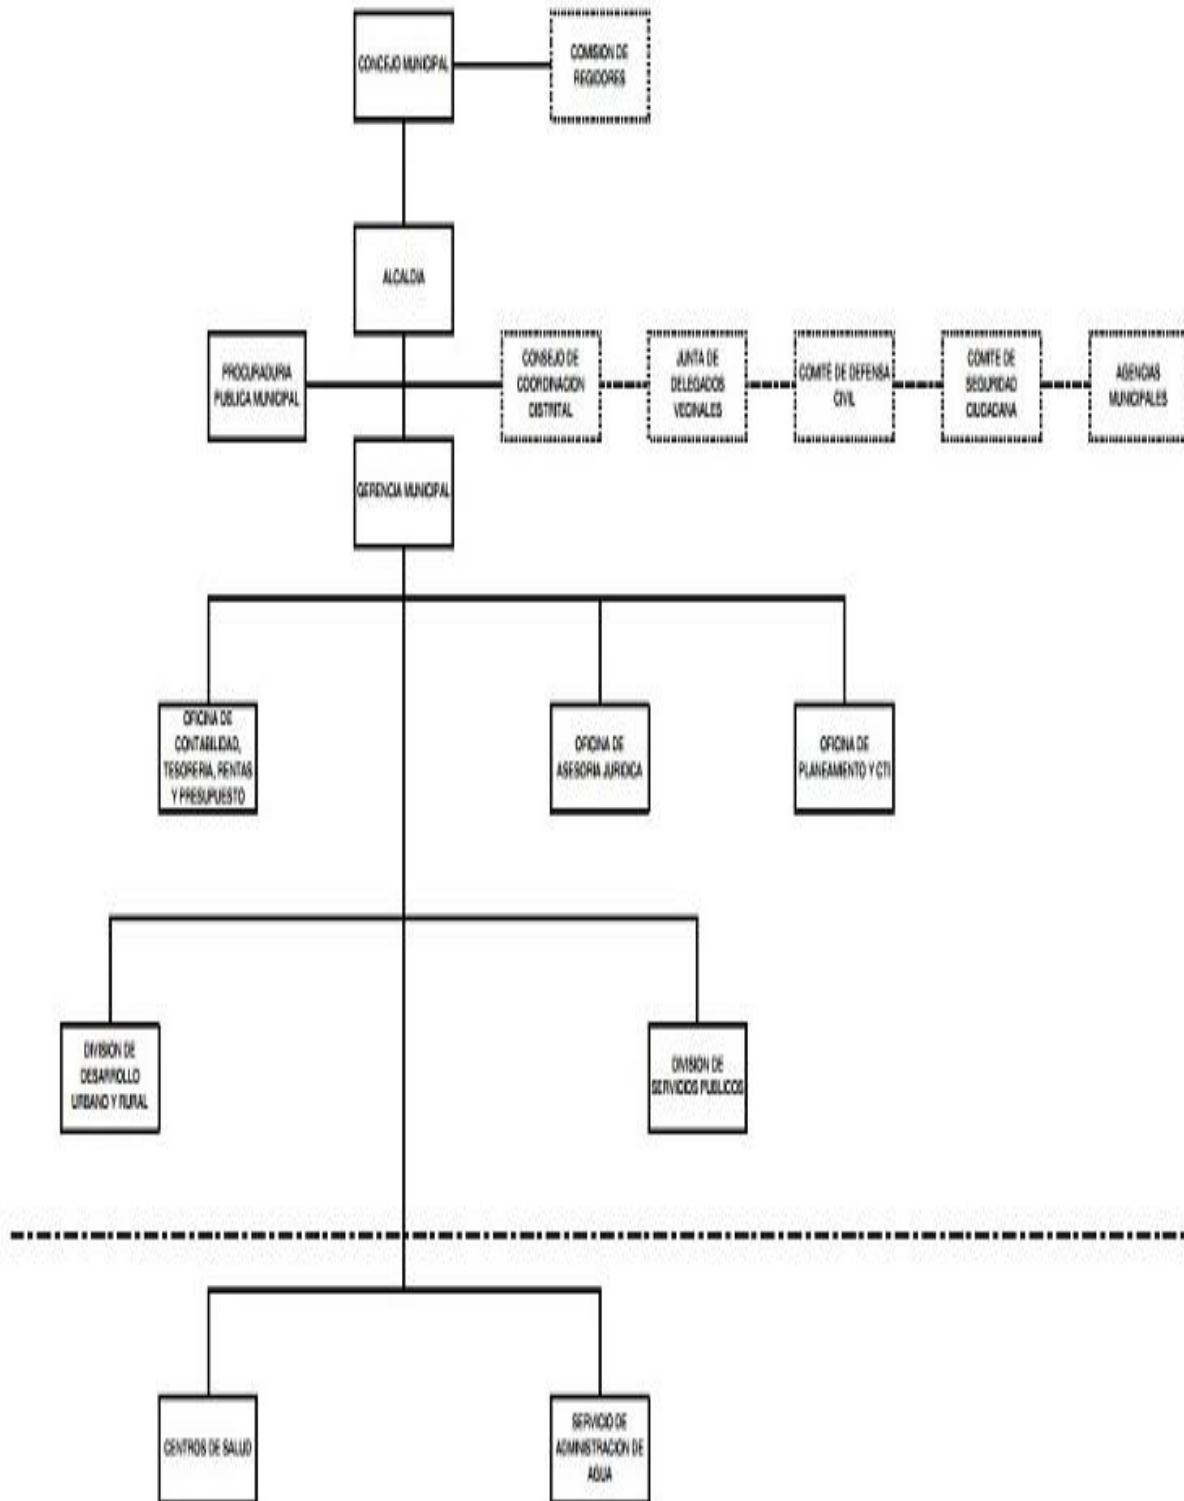 CONCEJO MUNICIPAL
COMISION DE
REGIDORES
ALCALDIA
PROCURADURIA
PUBLICA MUNICIPAL
CONSEJO DE
COORDINACION
DISTRITAL
JUNTA DE
DELEGADOS
VECINALES
COMITÉ DE DEFENSA
CIVIL
COMITE DE
SEGURIDAD
CIUDADANA
AGENCIAS
MUNICIPALES
GERENCIA MUNICIPAL
OFICINA DE
CONTABILIDAD,
TESORERIA, RENTAS
Y PRESUPUESTO
OFICINA DE
ASESORIA JURIDICA
OFICINA DE
PLANEAMIENTO Y CTI
DIVISION DE
DESARROLLO
URBANO Y RURAL
DIVISION DE
SERVICIOS PUBLICOS
CENTROS DE SALUD
SERVICIO DE
ADMINISTRACIÓN DE
AGUA